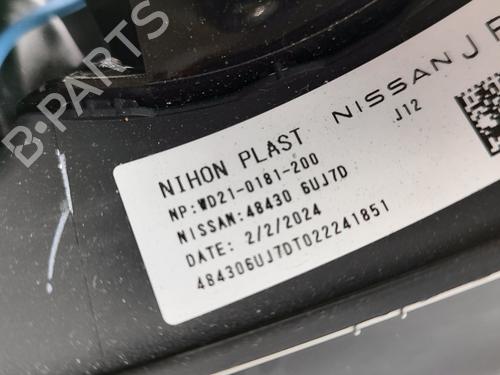 B-PARTS
NISSAN J P
J12
NIHON PLAST
NP:WD21-0181-200
NISSAN:48430 6UJ7D
DATE: 2/2/2024
484306UJ7DT022241851